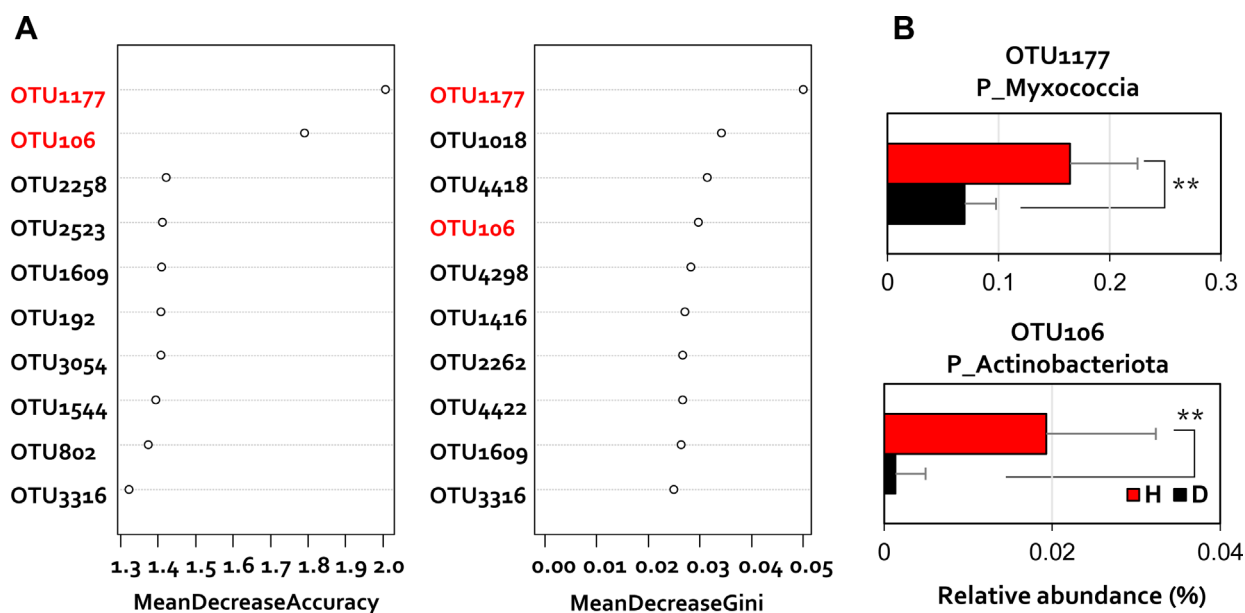 A
OTU1177
OTU106
OTU2258
OTU2523
OTU1609
OTU192
OTU3054
OTU1544
OTU802
OTU3316
1.3 1.4 1.5 1.6 1.7 1.8 1.9 2.0
MeanDecreaseAccuracy
OTU1177
OTU1018
OTU4418
OTU106
OTU4298
OTU1416
OTU2262
OTU4422
OTU1609
OTU3316
0.00 0.01 0.02 0.03 0.04 0.05
MeanDecreaseGini
B
OTU1177
P_Myxococcia
**
0 0.1 0.2 0.3
OTU106
P_Actinobacteriota
**
H D
0 0.02 0.04
Relative abundance (%)